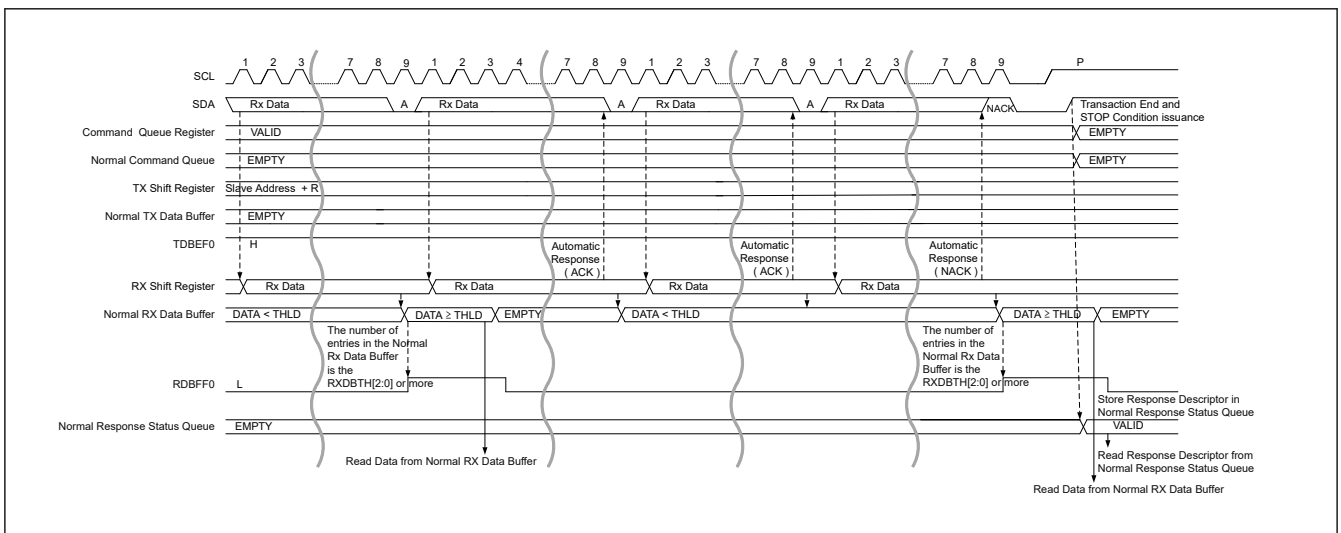 1 2 3 7 8 9 1 2 3 4 7 8 9 1 2 3 7 8 9 1 2 3 7 8 9 P
SCL
SDA Rx Data A Rx Data A Rx Data A Rx Data NACK Transaction End and
STOP Condition issuance
Command Queue Register VALID EMPTY
Normal Command Queue EMPTY EMPTY
TX Shift Register Slave Address + R
Normal TX Data Buffer EMPTY
TDBEF0 H
Automatic
Response
( ACK )
Automatic
Response
( ACK )
Automatic
Response
( NACK )
RX Shift Register Rx Data Rx Data Rx Data Rx Data
Normal RX Data Buffer DATA < THLD DATA ≥ THLD EMPTY DATA < THLD DATA ≥ THLD EMPTY
The number of
entries in the Normal
Rx Data Buffer
is the
RXDBTH[2:0] or more
The number of
entries in the
Normal Rx Data
Buffer is the
RXDBTH[2:0] or more
RDBFF0 L
Store Response Descriptor in
Normal Response Status Queue
Normal Response Status Queue EMPTY VALID
Read Data from Normal RX Data Buffer
Read Response Descriptor from
Normal Response Status Queue
Read Data from Normal RX Data Buffer